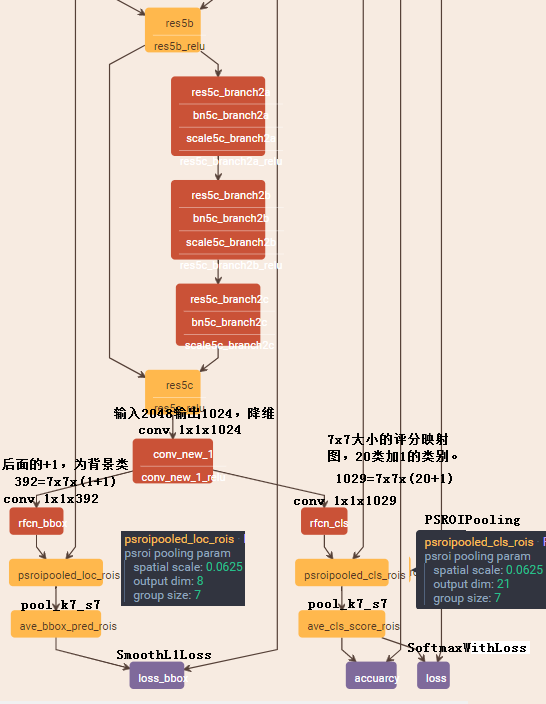 res5b
res5b_relu
res5c_branch2a
bn5c_branch2a
scale5c_branch2a
res5c_branch2a_relu
res5c_branch2b
bn5c_branch2b
scale5c_branch2b
res5c_branch2b_relu
res5c_branch2c
bn5c_branch2c
scale5c_branch2c
res5c
res5c_relu
输入2048输出1024，降维
conv 1x1x1024
conv_new_1
conv_new_1_relu
后面的+1，为背景类
392=7x7x(1+1)
conv 1x1x392
rfcn_bbox
7x7大小的评分映射
图，20类加1的类别。
1029=7x7x(20+1)
conv 1x1x1029
rfcn_cls
PSROIPooling
psroipooled_loc_rois
psroi pooling param
spatial scale: 0.0625
output dim: 8
group size: 7
psroipooled_cls_rois
psroi pooling param
spatial scale: 0.0625
output dim: 21
group size: 7
psroipooled_loc_rois
psroipooled_cls_rois
pool k7_s7
pool k7_s7
ave_bbox_pred_rois
ave_cls_score_rois
SmoothL1Loss
SoftmaxWithLoss
loss_bbox
accuarcy
loss